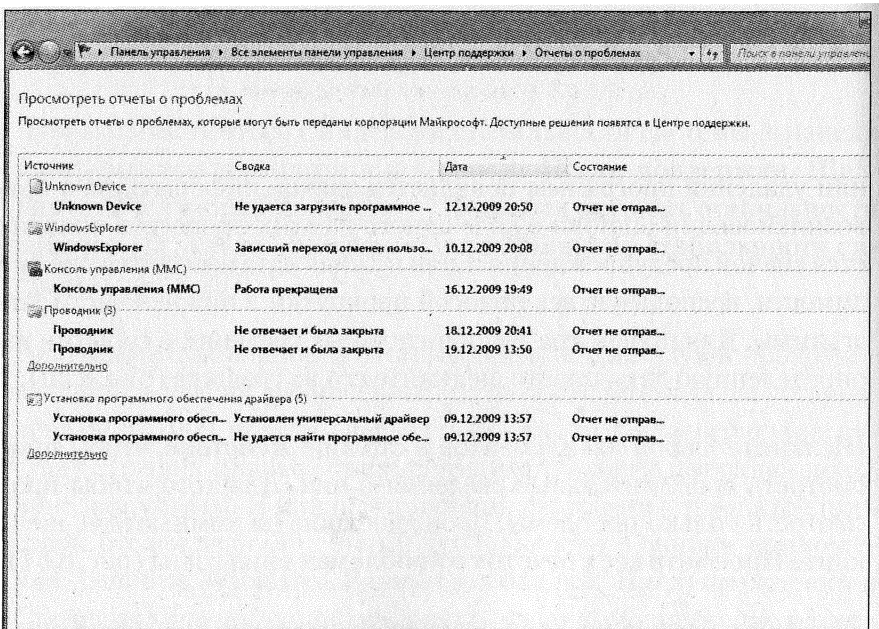 Панель управления ▸ Все элементы панели управления ▸ Центр поддержки ▸ Отчеты о проблемах Поиск в панели управлен
Просмотреть отчеты о проблемах
Просмотреть отчеты о проблемах, которые могут быть переданы корпорации Майкрософт. Доступные решения появятся в Центре поддержки.
Источник Сводка Дата Состояние
Unknown Device
Unknown Device Не удается загрузить программное ... 12.12.2009 20:50 Отчет не отправ...
WindowsExplorer
WindowsExplorer Зависший переход отменен пользо... 10.12.2009 20:08 Отчет не отправ...
Консоль управления (MMC)
Консоль управления (MMC) Работа прекращена 16.12.2009 19:49 Отчет не отправ...
Проводник (3)
Проводник Не отвечает и была закрыта 18.12.2009 20:41 Отчет не отправ...
Проводник Не отвечает и была закрыта 19.12.2009 13:50 Отчет не отправ...
Дополнительно
Установка программного обеспечения драйвера (5)
Установка программного обесп... Установлен универсальный драйвер 09.12.2009 13:57 Отчет не отправ...
Установка программного обесп... Не удается найти программное обе... 09.12.2009 13:57 Отчет не отправ...
Дополнительно